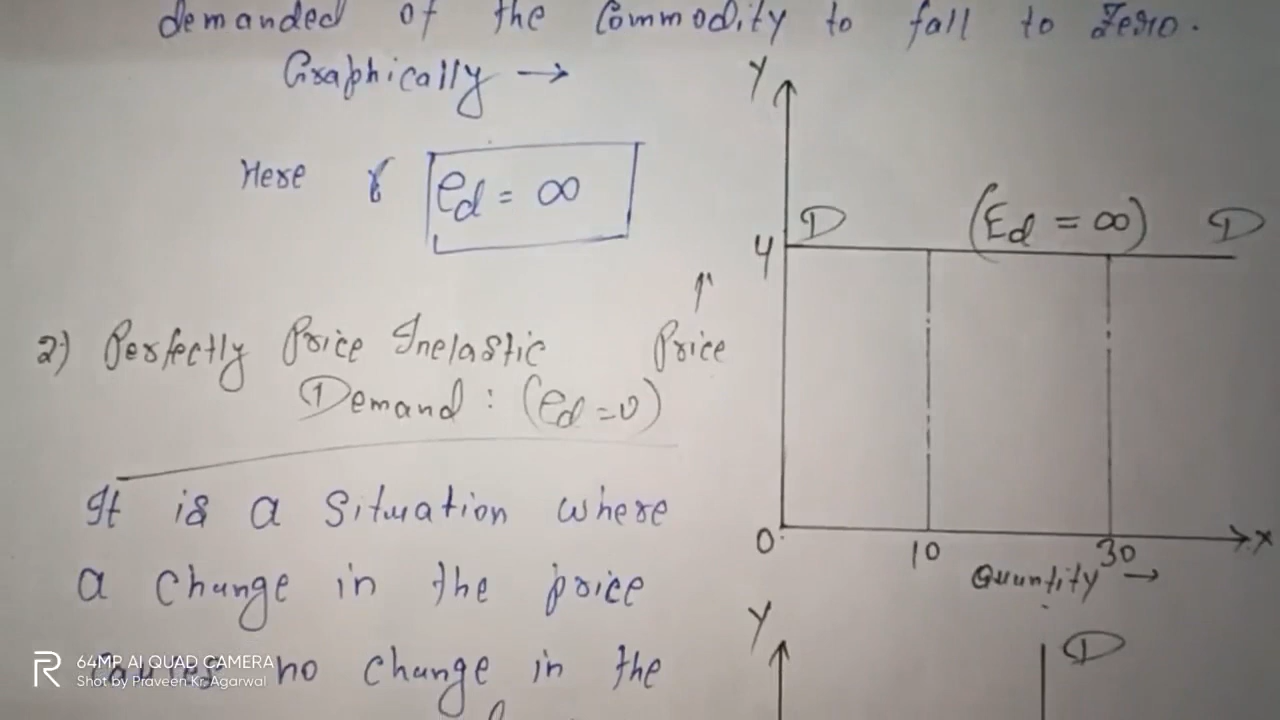 demanded of the Commodity to fall to Zero.
Graphically →
Here
ed = ∞
Y
D (Ed = ∞) D
4
↑
Price
0 10 30 X
Quantity →
2) Perfectly Price Inelastic
Demand : (ed = 0)
It is a Situation where
a change in the price
causes no change in the
Y
D
64MP AI QUAD CAMERA
Shot by Praveen Kr. Agarwal